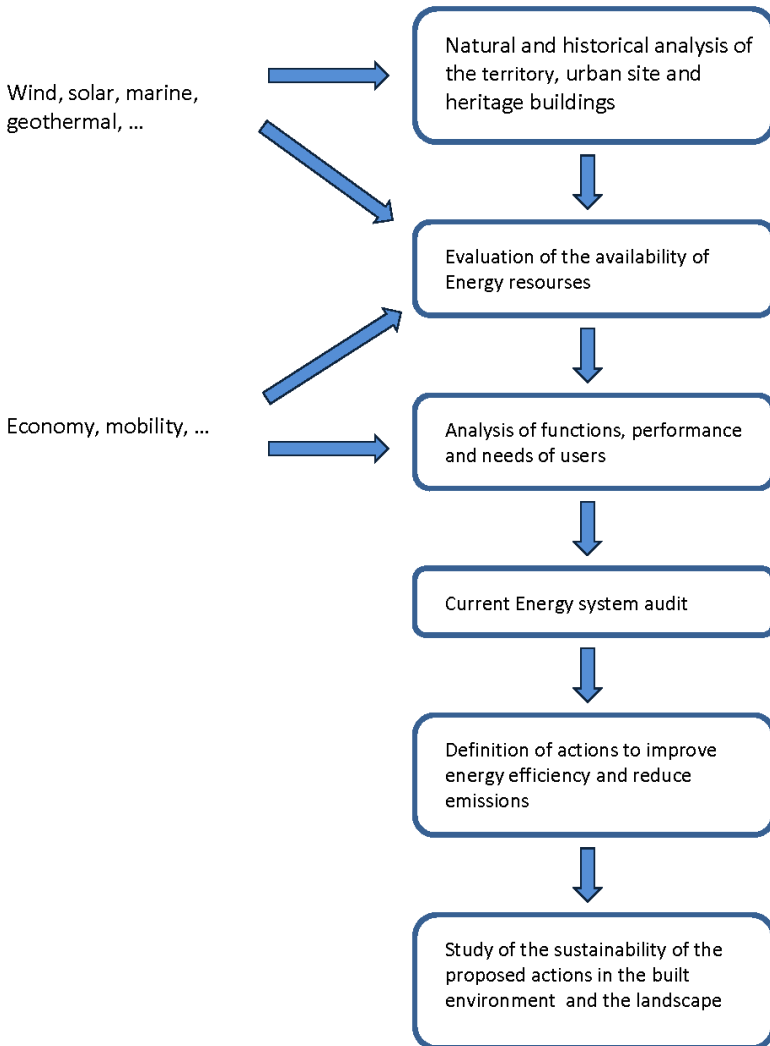 Natural and historical analysis of
the territory, urban site and
heritage buildings
Wind, solar, marine,
geothermal, ...
Evaluation of the availability of
Energy resourses
Economy, mobility, ...
Analysis of functions, performance
and needs of users
Current Energy system audit
Definition of actions to improve
energy efficiency and reduce
emissions
Study of the sustainability of the
proposed actions in the built
environment and the landscape